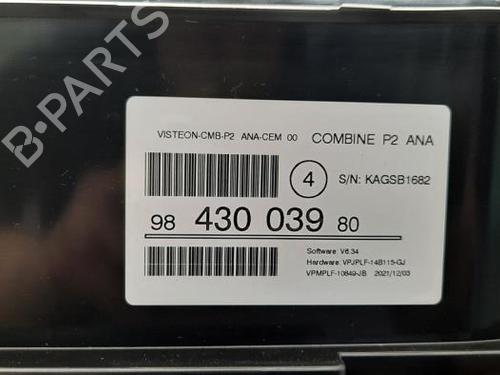 VISTEON-CMB-P2 ANA-CEM 00 COMBINE P2 ANA
4 S/N: KAGSB1682
98 430 039 80
Software: V6.34
Hardware: VPJPLF-14B115-GJ
VPMPLF-10849-JB 2021/12/03
B-PARTS